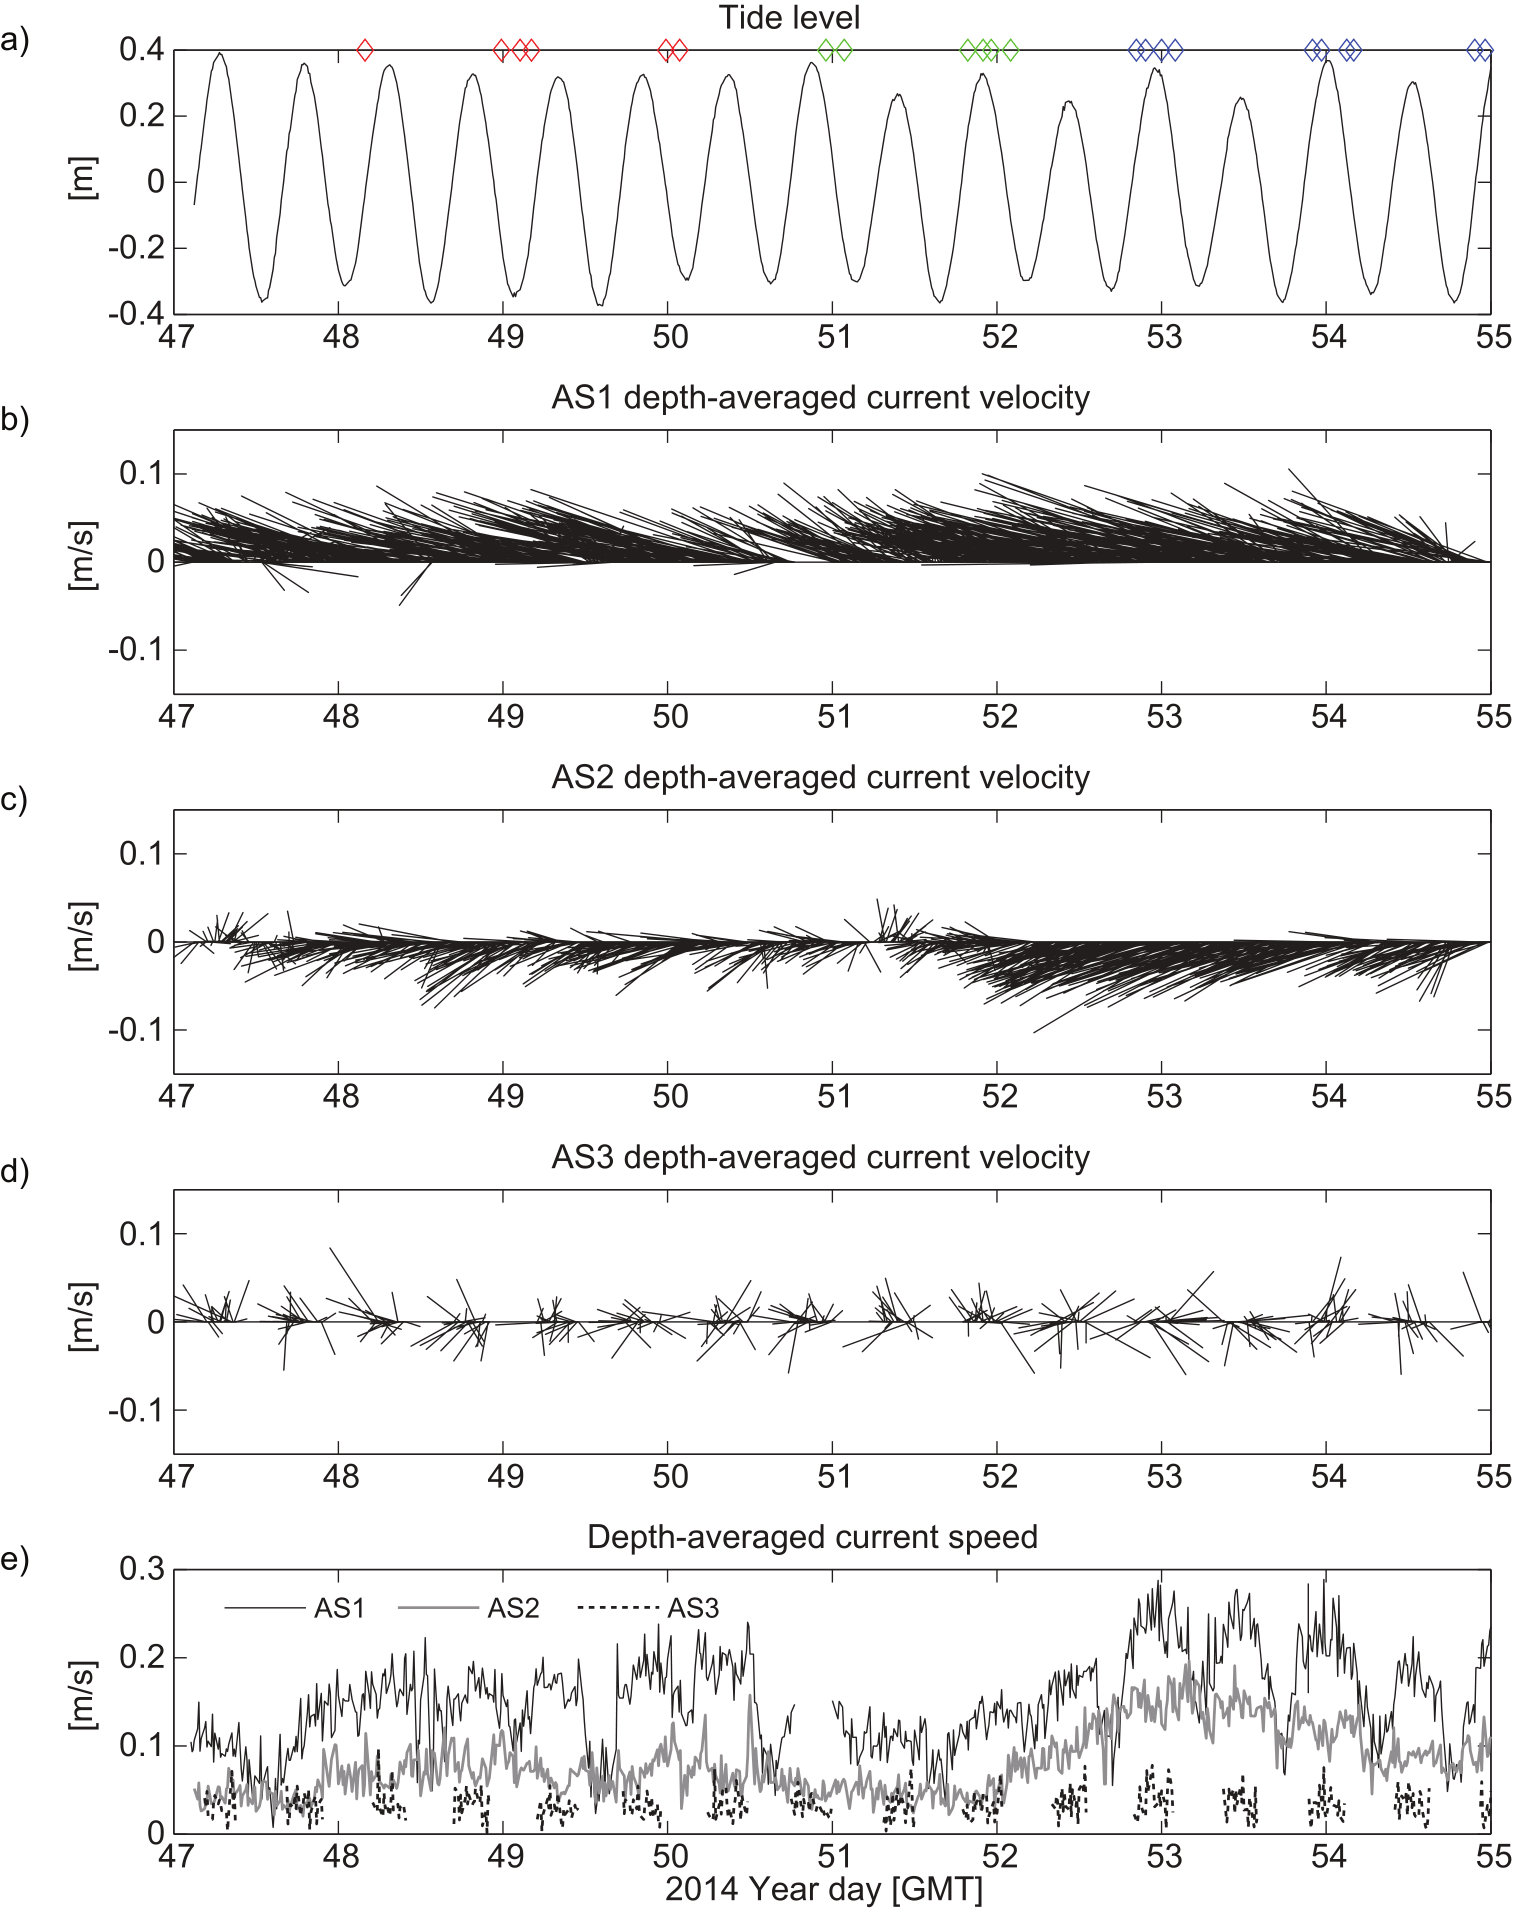 Tide level
a)
0.4
0.2
0
-0.2
-0.4
[m]
47 48 49 50 51 52 53 54 55
AS1 depth-averaged current velocity
b)
0.1
0
-0.1
[m/s]
47 48 49 50 51 52 53 54 55
AS2 depth-averaged current velocity
c)
0.1
0
-0.1
[m/s]
47 48 49 50 51 52 53 54 55
AS3 depth-averaged current velocity
d)
0.1
0
-0.1
[m/s]
47 48 49 50 51 52 53 54 55
Depth-averaged current speed
e)
0.3
AS1 AS2 AS3
0.2
0.1
0
[m/s]
47 48 49 50 51 52 53 54 55
2014 Year day [GMT]